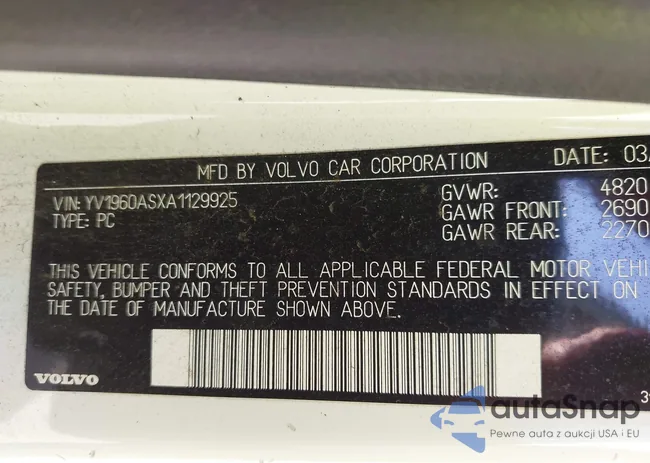 MFD BY VOLVO CAR CORPORATION DATE: 03/
VIN: YV1960ASXA1129925 GVWR: 4820
TYPE: PC GAWR FRONT: 2690
GAWR REAR: 2270
THIS VEHICLE CONFORMS TO ALL APPLICABLE FEDERAL MOTOR VEHI
SAFETY, BUMPER AND THEFT PREVENTION STANDARDS IN EFFECT ON
THE DATE OF MANUFACTURE SHOWN ABOVE.
VOLVO
autoSnap
Pewne auta z aukcji USA i EU